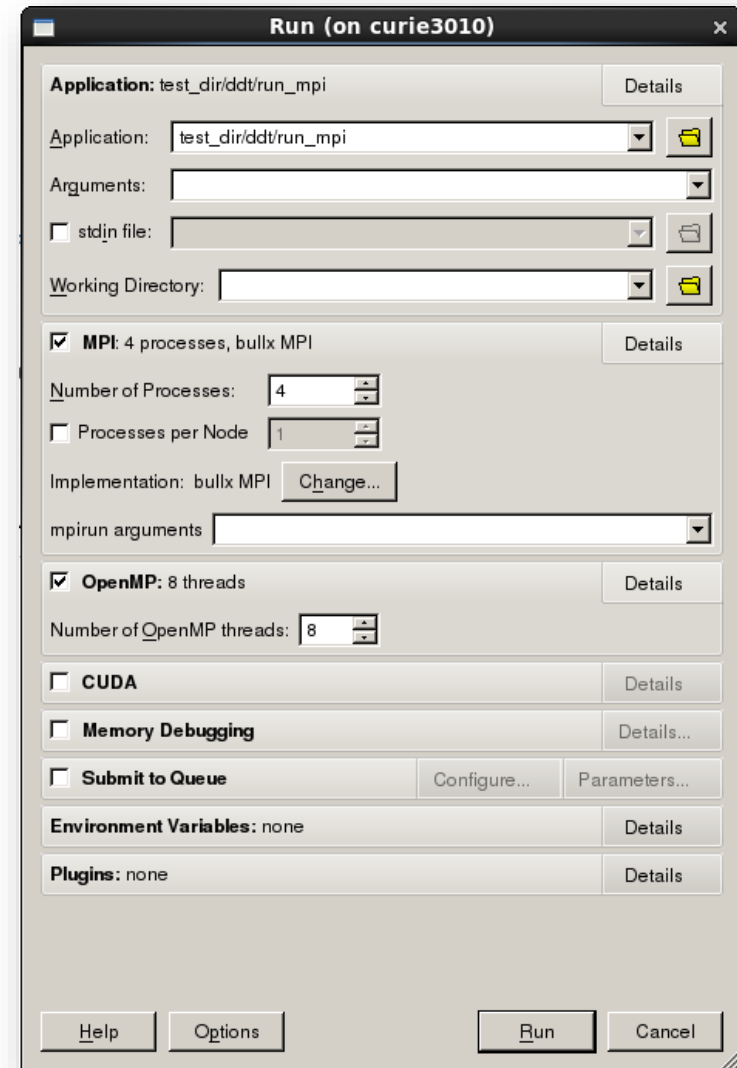 Run (on curie3010)
Application: test_dir/ddt/run_mpi Details
Application: test_dir/ddt/run_mpi
Arguments:
stdin file:
Working Directory:
MPI: 4 processes, bullx MPI Details
Number of Processes: 4
Processes per Node 1
Implementation: bullx MPI Change...
mpirun arguments
OpenMP: 8 threads Details
Number of OpenMP threads: 8
CUDA Details
Memory Debugging Details...
Submit to Queue Configure... Parameters...
Environment Variables: none Details
Plugins: none Details
Help Options Run Cancel